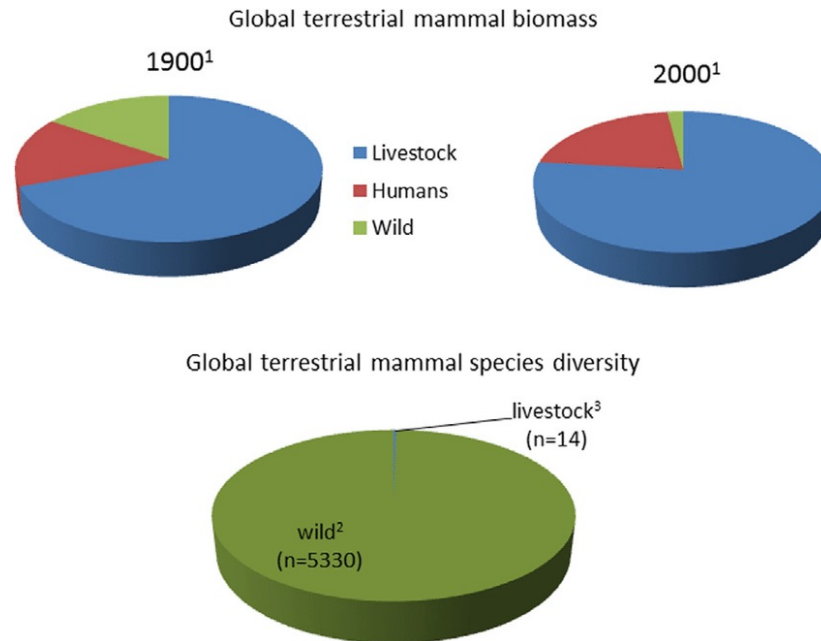 Global terrestrial mammal biomass
1900¹
2000¹
Livestock
Humans
Wild
Global terrestrial mammal species diversity
livestock³
(n=14)
wild²
(n=5330)